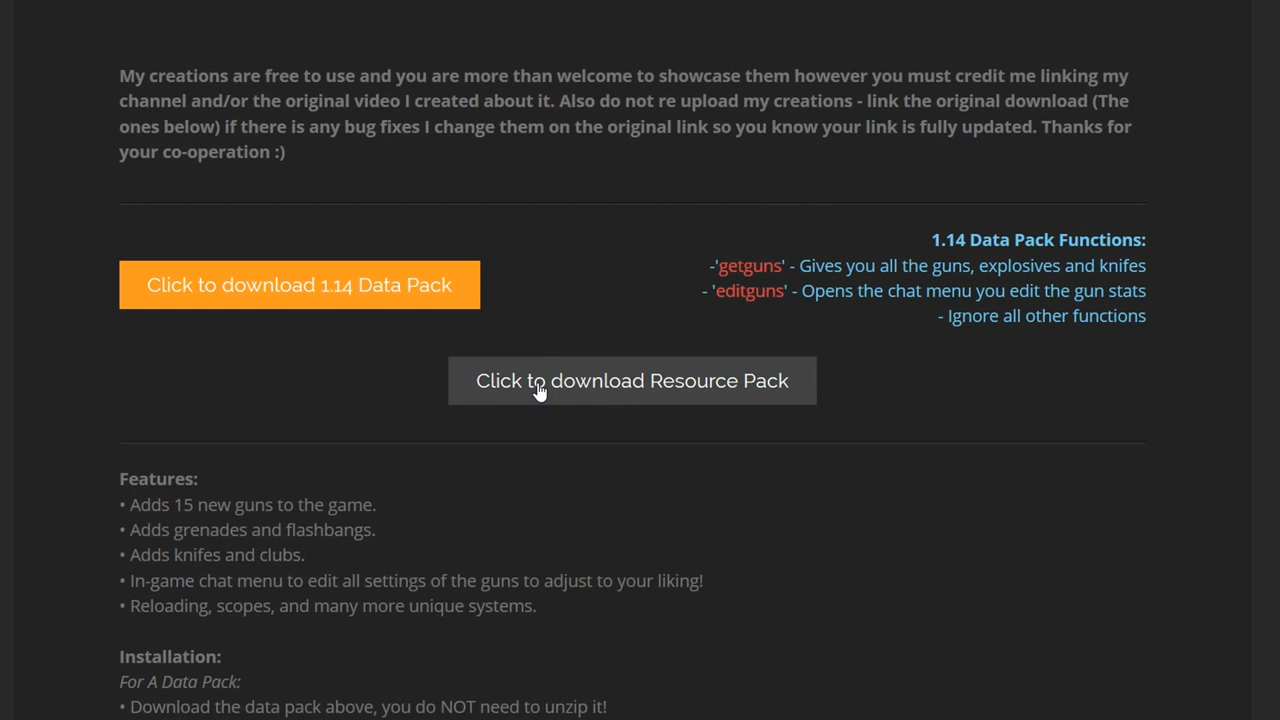 My creations are free to use and you are more than welcome to showcase them however you must credit me linking my
channel and/or the original video I created about it. Also do not re upload my creations - link the original download (The
ones below) if there is any bug fixes I change them on the original link so you know your link is fully updated. Thanks for
your co-operation :)
Click to download 1.14 Data Pack
1.14 Data Pack Functions:
-'getguns' - Gives you all the guns, explosives and knifes
- 'editguns' - Opens the chat menu you edit the gun stats
- Ignore all other functions
Click to download Resource Pack
Features:
• Adds 15 new guns to the game.
• Adds grenades and flashbangs.
• Adds knifes and clubs.
• In-game chat menu to edit all settings of the guns to adjust to your liking!
• Reloading, scopes, and many more unique systems.
Installation:
For A Data Pack:
• Download the data pack above, you do NOT need to unzip it!